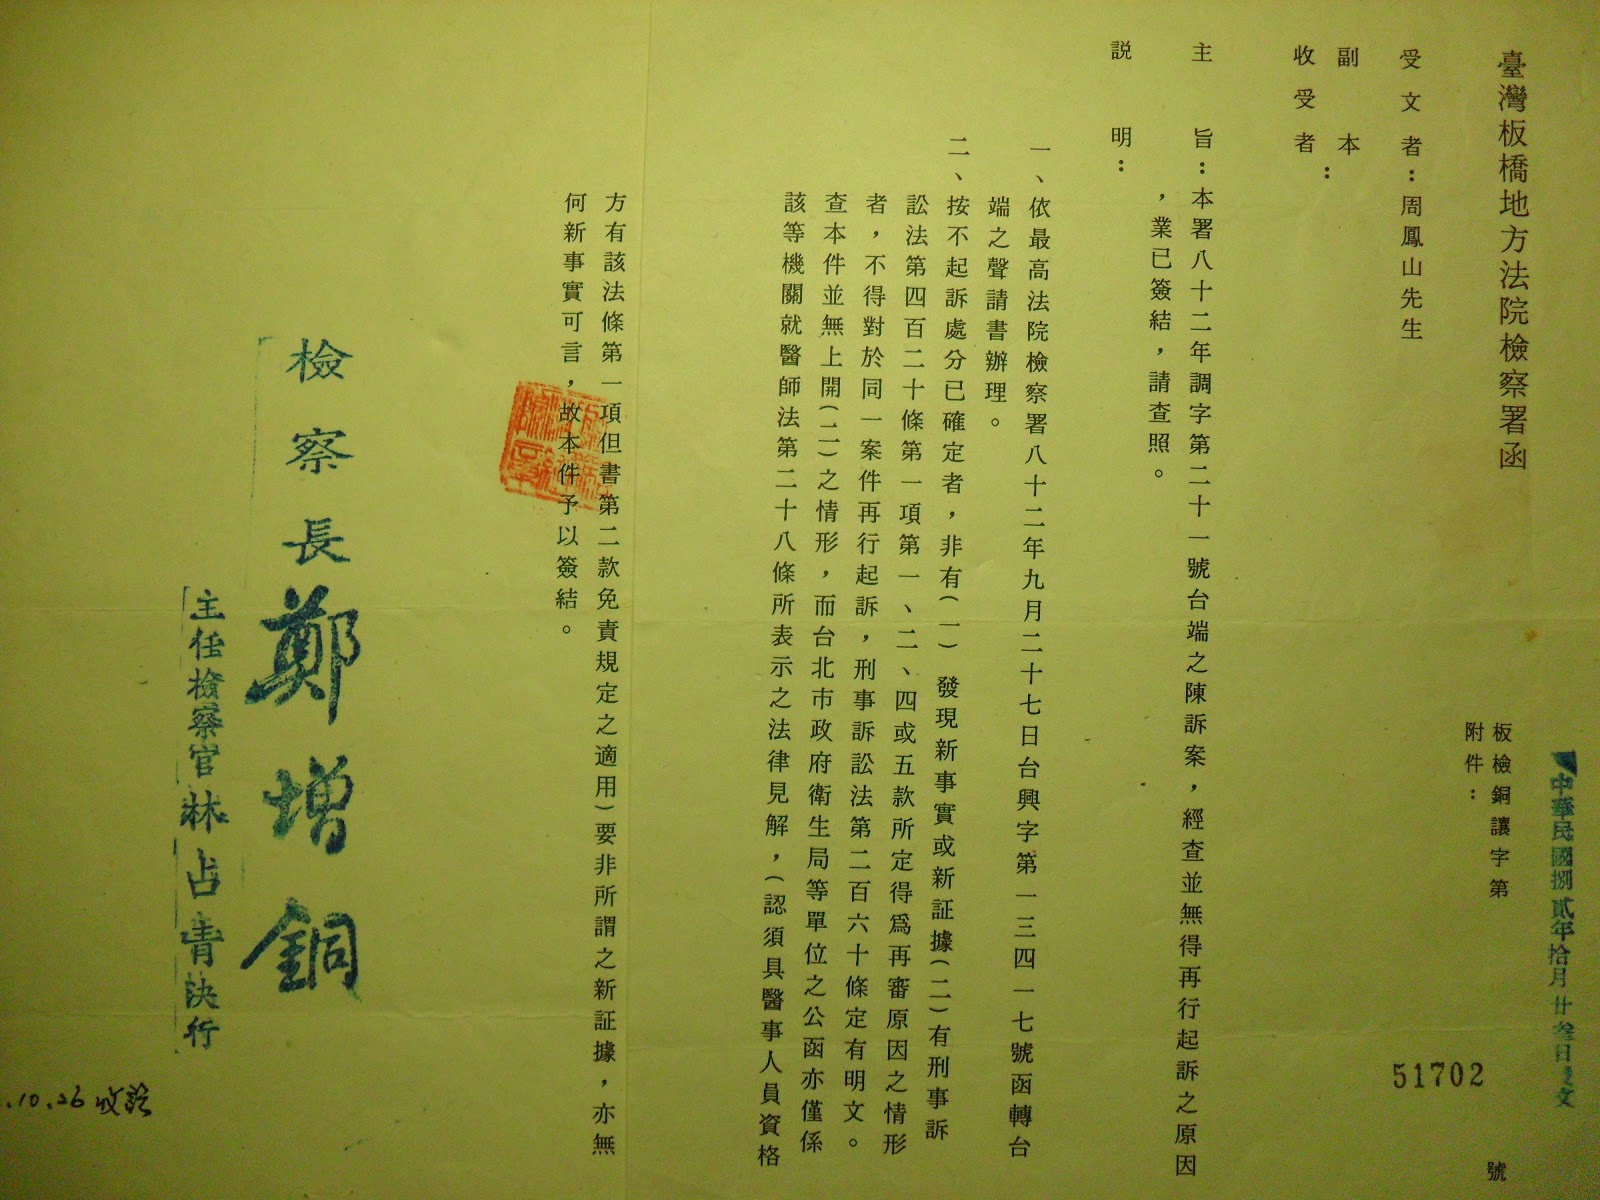 臺灣板橋地方法院檢察署函
中華民國捌貳年拾月廿叁日發文
板檢銅讓字第51702號
附件：
受文者：周鳳山先生
副本：
收受者
主旨：本署八十二年調字第二十一號台端之陳訴案，經查並無得再行起訴之原因
，業已簽結，請查照。
說明：
一、依最高法院檢察署八十二年九月二十七日台興字第一三四一七號函轉台
端之聲請書辦理。
二、按不起訴處分已確定者，非有(一)發現新事實或新証據(二)有刑事訴
訟法第四百二十條第一項第一、二、四或五款所定得為再審原因之情形
者，不得對於同一案件再行起訴，刑事訴訟法第二百六十條定有明文。
查本件並無上開(二)之情形，而台北市政府衛生局等單位之公函亦僅係
該等機關就醫師法第二十八條所表示之法律見解，(認須具醫事人員資格
方有該法條第一項但書第二款免責規定之適用)要非所謂之新証據，亦無
何新事實可言，故本件予以簽結。
檢察長鄭增銅
主任檢察官林占青決行
.10.26收